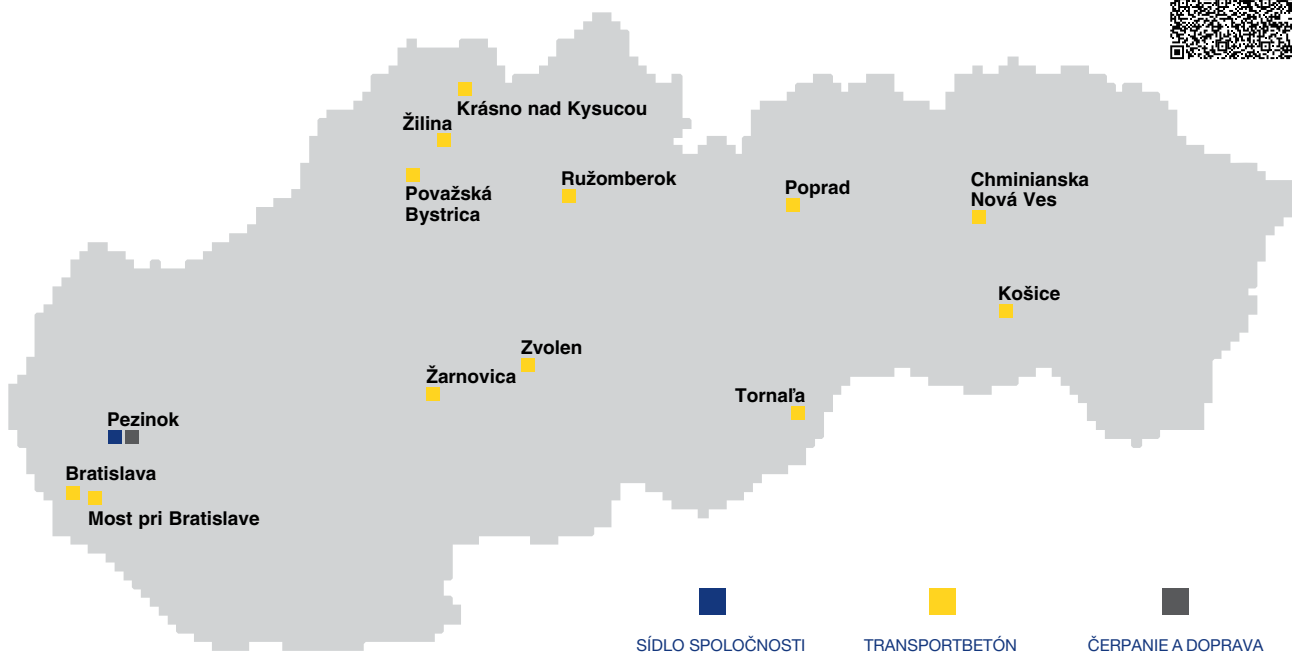 Krásno nad Kysucou
Žilina
Považská
Bystrica
Ružomberok
Poprad
Chminianska
Nová Ves
Košice
Zvolen
Žarnovica
Tornaľa
Pezinok
Bratislava
Most pri Bratislave
SÍDLO SPOLOČNOSTI
TRANSPORTBETÓN
ČERPANIE A DOPRAVA